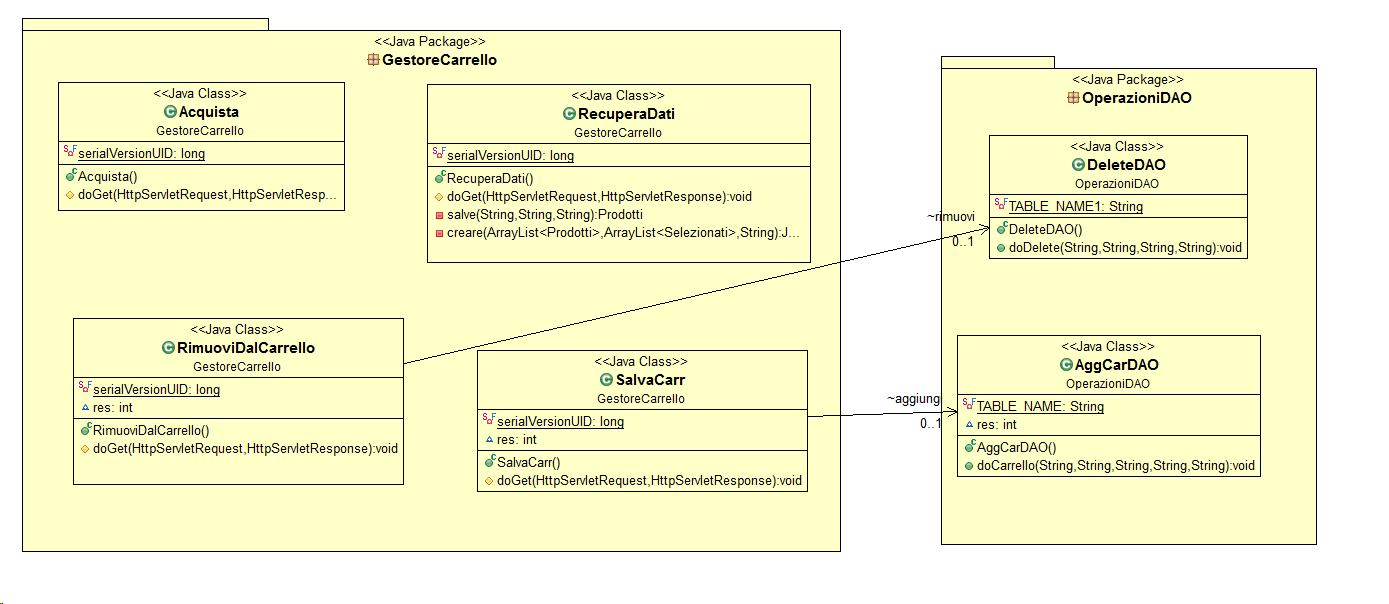 <<Java Package>>
GestoreCarrello
<<Java Class>>
Acquista
GestoreCarrello
serialVersionUID: long
Acquista()
doGet(HttpServletRequest,HttpServletResp...
<<Java Class>>
RecuperaDati
GestoreCarrello
serialVersionUID: long
RecuperaDati()
doGet(HttpServletRequest,HttpServletResponse):void
salve(String,String,String):Prodotti
creare(ArrayList<Prodotti>,ArrayList<Selezionati>,String):J...
<<Java Class>>
RimuoviDalCarrello
GestoreCarrello
serialVersionUID: long
res: int
RimuoviDalCarrello()
doGet(HttpServletRequest,HttpServletResponse):void
<<Java Class>>
SalvaCarr
GestoreCarrello
serialVersionUID: long
res: int
SalvaCarr()
doGet(HttpServletRequest,HttpServletResponse):void
~rimuovi
0..1
~aggiungi
0..1
<<Java Package>>
OperazioniDAO
<<Java Class>>
DeleteDAO
OperazioniDAO
TABLE_NAME1: String
DeleteDAO()
doDelete(String,String,String,String):void
<<Java Class>>
AggCarDAO
OperazioniDAO
TABLE_NAME: String
res: int
AggCarDAO()
doCarrello(String,String,String,String,String):void